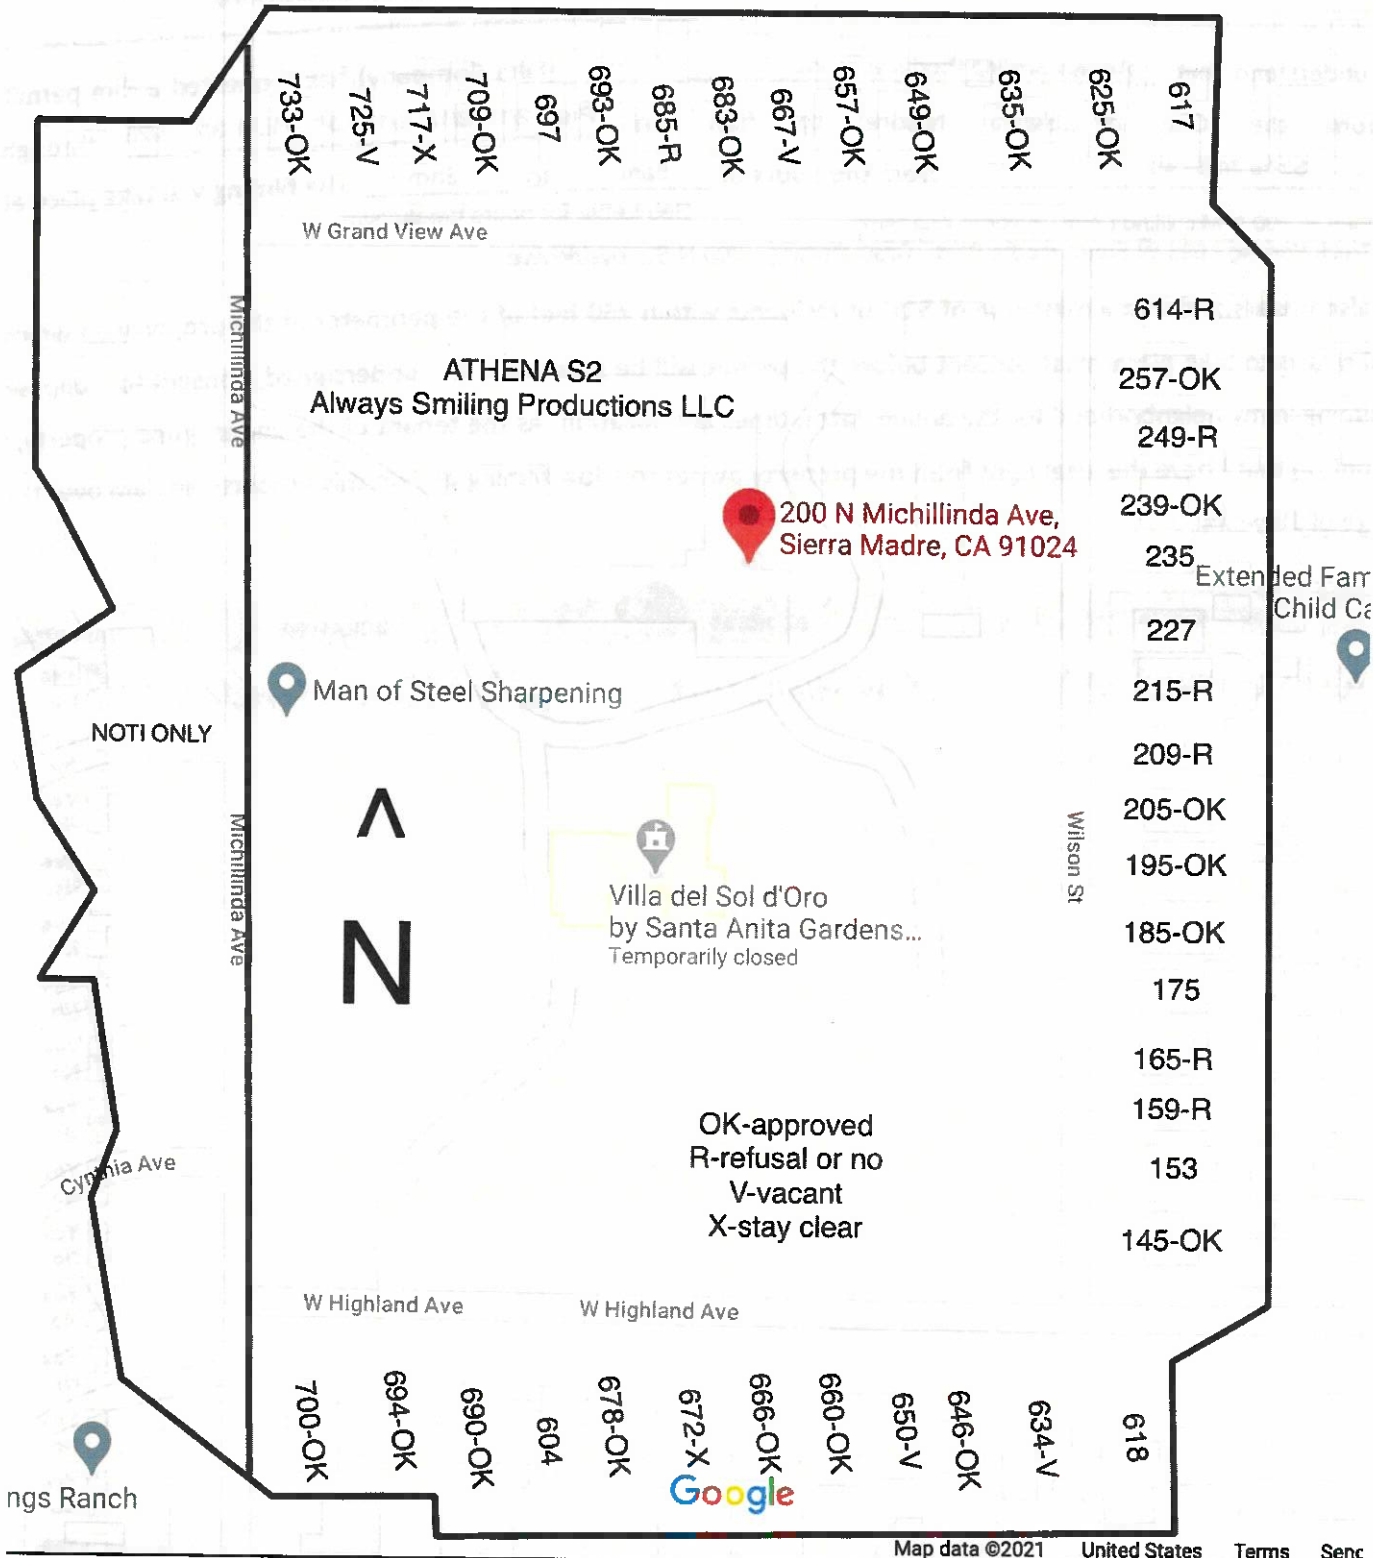 733-OK
725-V
717-X
709-OK
697
693-OK
685-R
683-OK
667-V
657-OK
649-OK
635-OK
625-OK
617
W Grand View Ave
Michillinda Ave
614-R
ATHENA S2
Always Smiling Productions LLC
257-OK
249-R
200 N Michillinda Ave,
Sierra Madre, CA 91024
239-OK
235
Extended Fam
Child Ca
227
Man of Steel Sharpening
215-R
NOTI ONLY
209-R
^
N
205-OK
Michillinda Ave
Wilson St
195-OK
Villa del Sol d'Oro
by Santa Anita Gardens...
Temporarily closed
185-OK
175
165-R
159-R
OK-approved
R-refusal or no
V-vacant
X-stay clear
153
Cynthia Ave
145-OK
W Highland Ave
W Highland Ave
700-OK
694-OK
690-OK
604
678-OK
672-X
666-OK
660-OK
650-V
646-OK
634-V
618
Google
ngs Ranch
Map data ©2021 United States Terms Senc